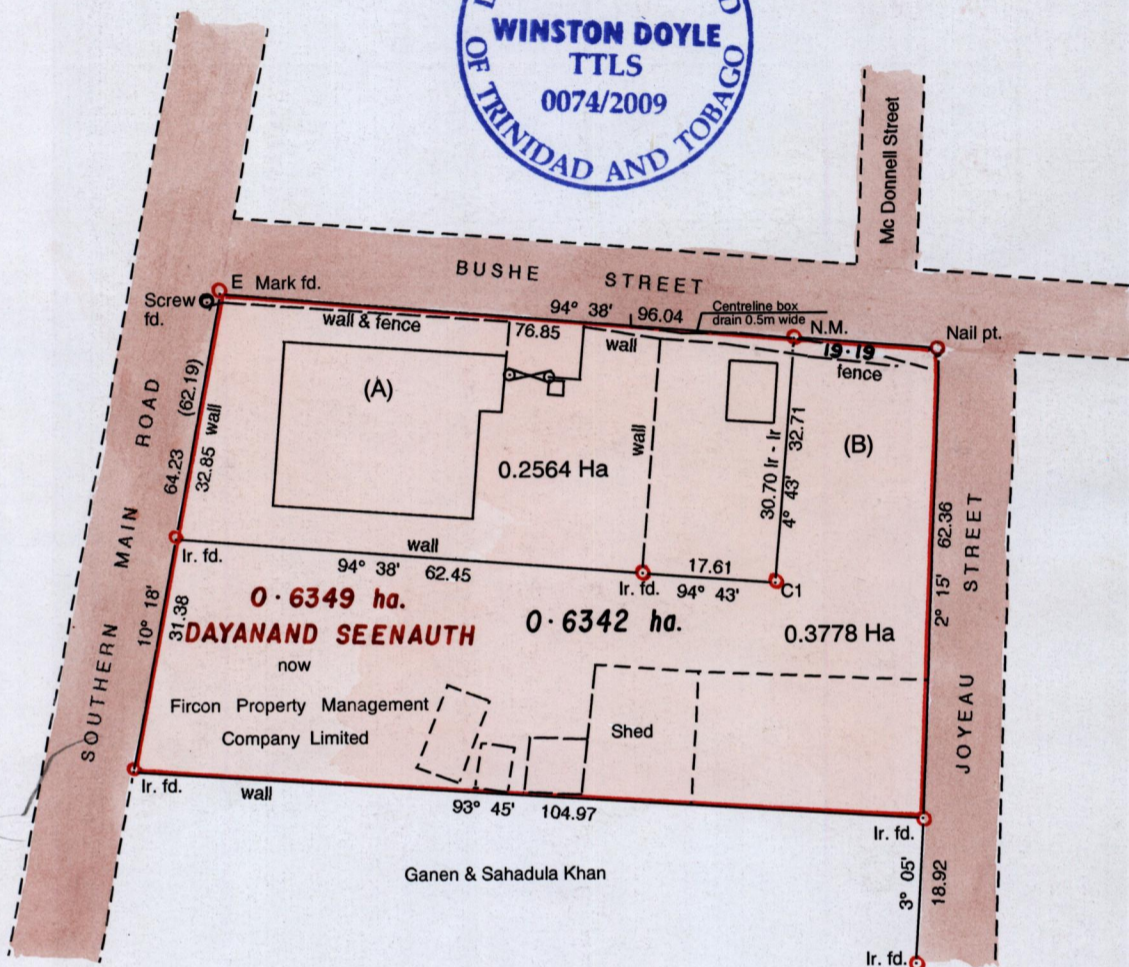 WINSTON DOYLE
TTLS
0074/2009
OF TRINIDAD AND TOBAGO
Mc Donnell Street
BUSHE STREET
E Mark fd.
Screw
fd.
94° 38' 96.04
Centreline box
drain 0.5m wide
N.M.
Nail pt.
wall & fence
76.85
wall
19.19
fence
(A)
(B)
(62.19)
64.23
32.85 wall
wall
30.70 Ir - Ir
32.71
4° 43'
0.2564 Ha
SOUTHERN MAIN ROAD
62.36
2° 15'
JOYEAU STREET
wall
Ir. fd.
94° 38' 62.45
17.61
Ir. fd.
94° 43'
C1
10° 18'
31.38
0.6349 ha.
DAYANAND SEENAUTH
0.6342 ha.
0.3778 Ha
now
Fircon Property Management
Company Limited
Shed
Ir. fd.
wall
93° 45' 104.97
Ir. fd.
Ganen & Sahadula Khan
3° 05'
18.92
Ir. fd.